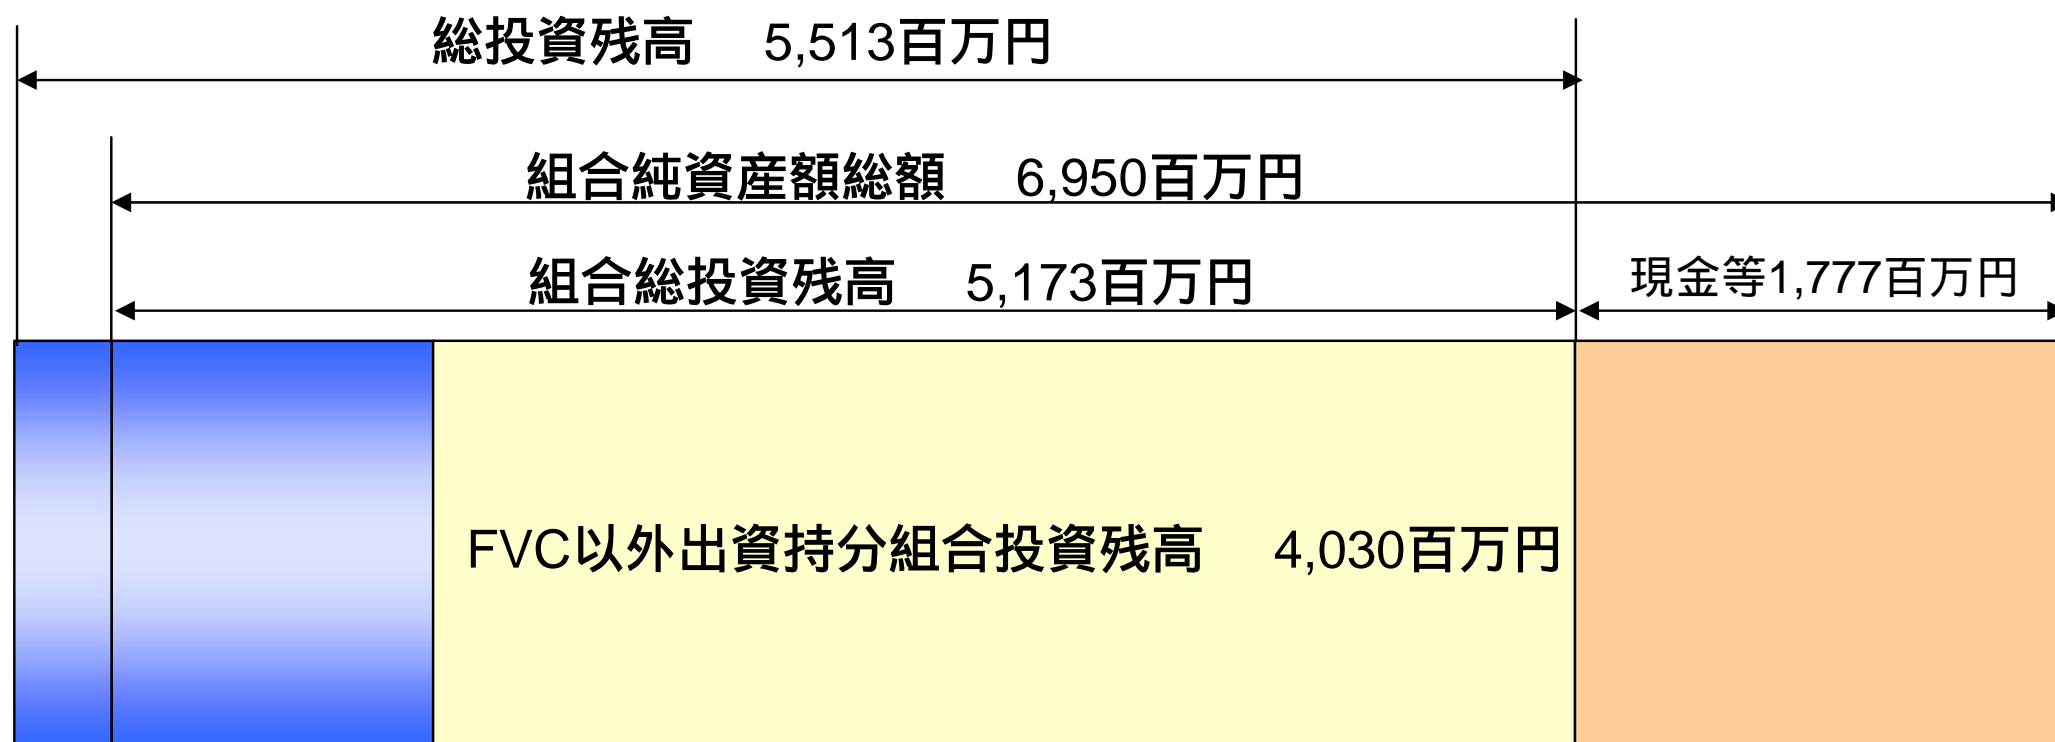 総投資残高 5,513百万円
組合純資産額総額 6,950百万円
組合総投資残高 5,173百万円
現金等1,777百万円
FVC以外出資持分組合投資残高 4,030百万円